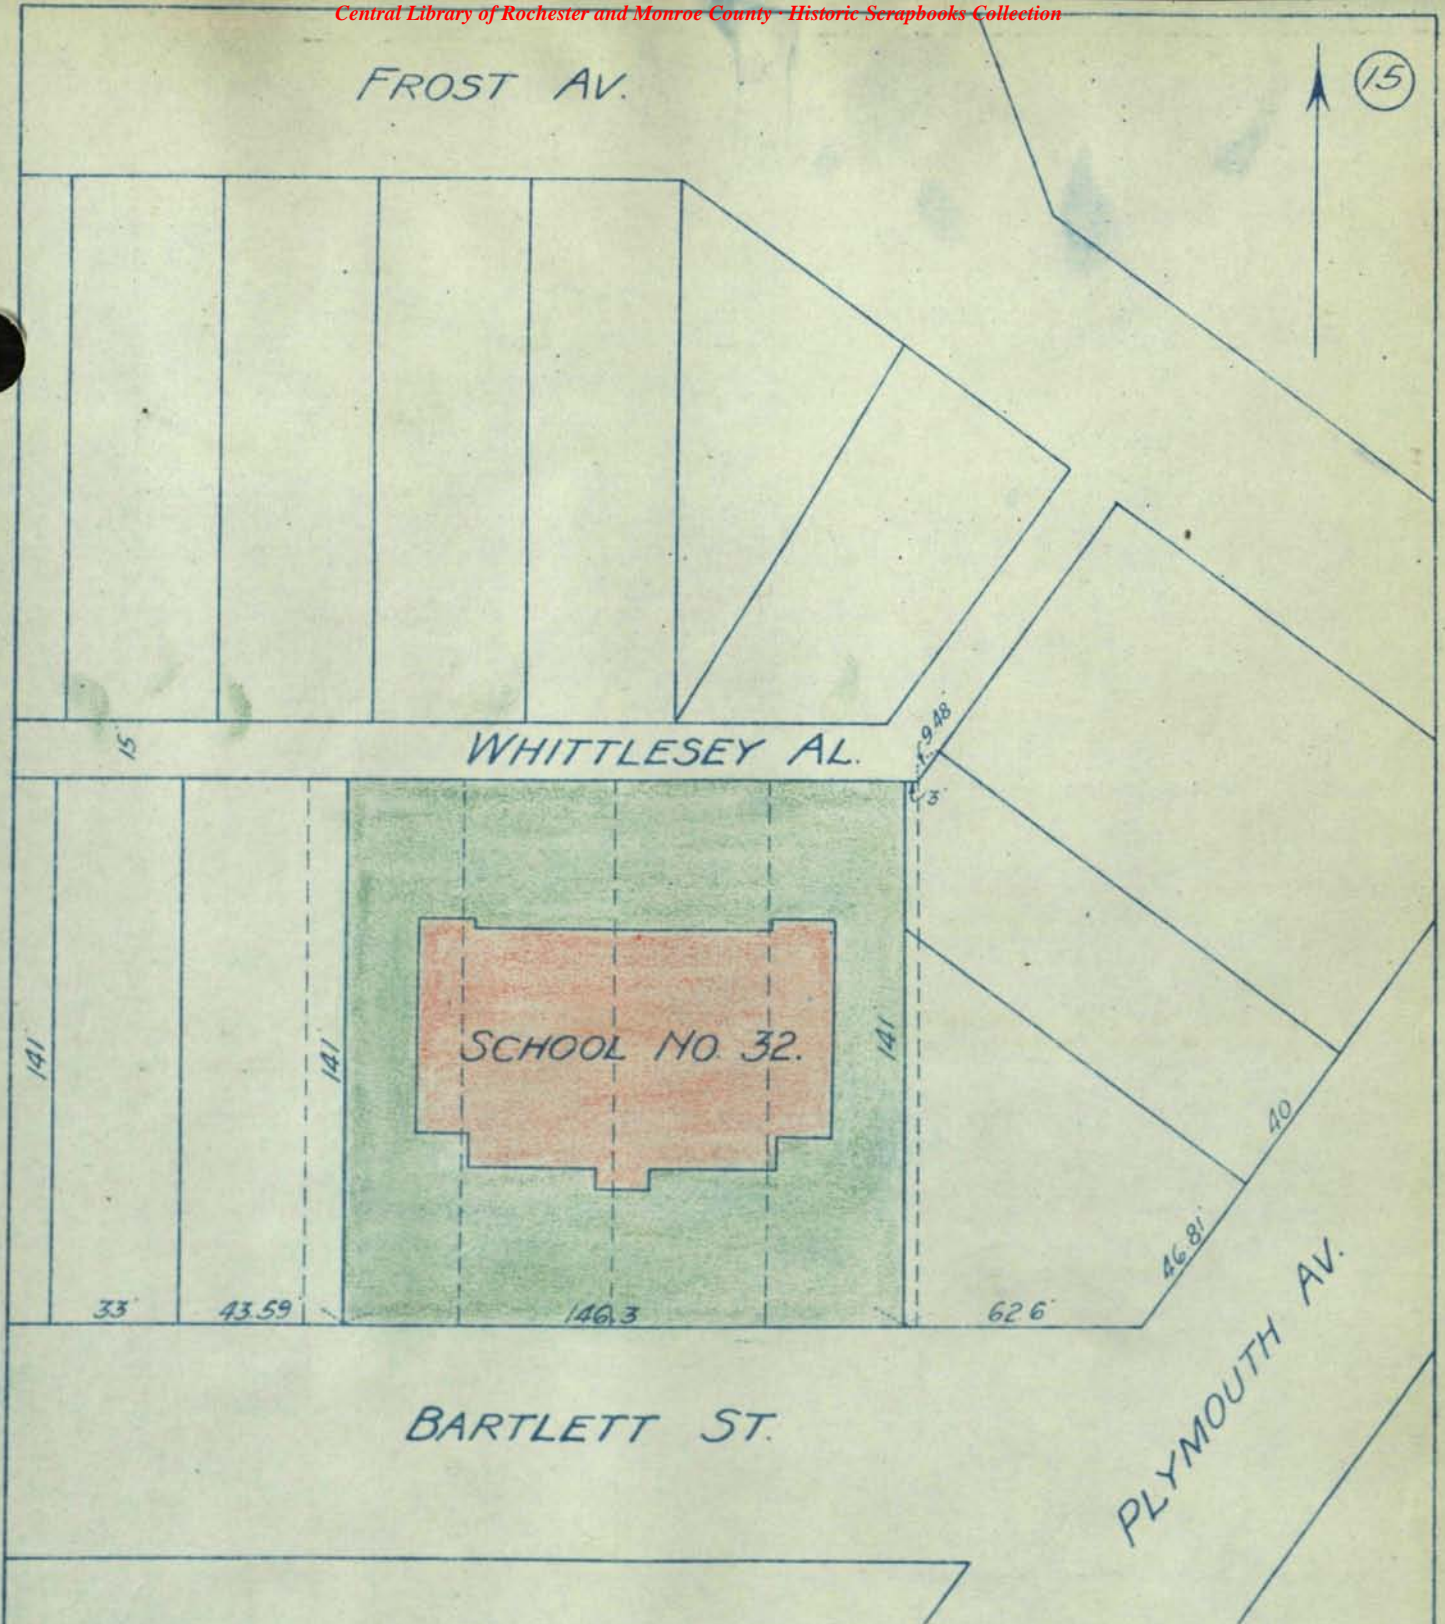 Central Library of Rochester and Monroe County · Historic Scrapbooks Collection
FROST AV.
15
15'
WHITTLESEY AL.
9.48'
3'
141'
141'
SCHOOL NO. 32.
141'
40
46.81'
33'
43.59'
146.3
62.6'
BARTLETT ST.
PLYMOUTH AV.